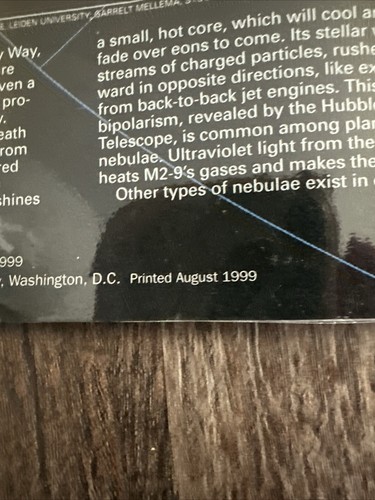 LEIDEN UNIVERSITY, GARRELT MELLEMA,
y Way,
re
ven a
pro-
y.
eath
rom
red
shines
a small, hot core, which will cool a
fade over eons to come. Its stellar
streams of charged particles, rushe
ward in opposite directions, like ex
from back-to-back jet engines. This
bipolarism, revealed by the Hubble
Telescope, is common among plan
nebulae. Ultraviolet light from the
heats M2-9's gases and makes the
Other types of nebulae exist in
999
, Washington, D.C. Printed August 1999